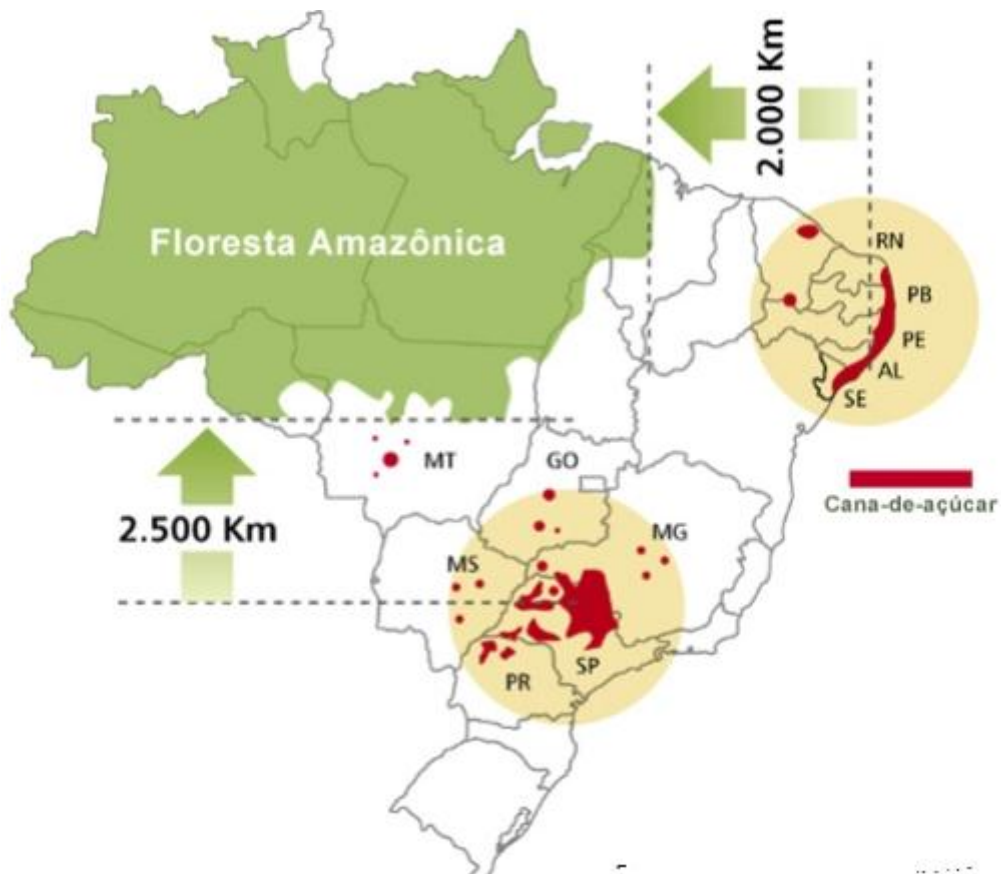 2.000 Km
Floresta Amazônica
RN
PB
PE
AL
SE
MT
GO
Cana-de-açúcar
2.500 Km
MG
MS
SP
PR